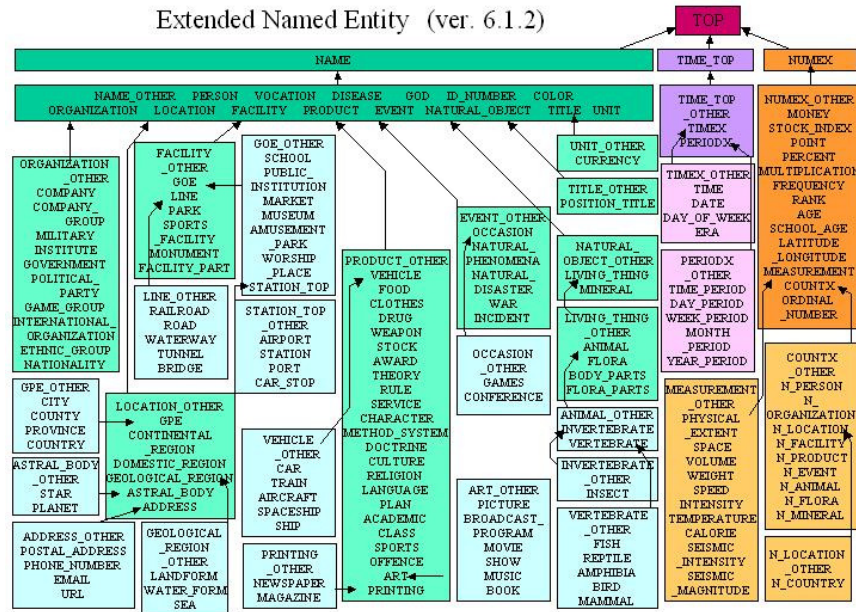 Extended Named Entity (ver. 6.1.2)
TOP
NAME
TIME_TOP
NUMEX
NAME_OTHER PERSON VOCATION DISEASE GOD ID_NUMBER COLOR
ORGANIZATION LOCATION FACILITY PRODUCT EVENT NATURAL_OBJECT TITLE UNIT
TIME_TOP
_OTHER
TIMEX
PERIODX
NUMEX_OTHER
MONEY
STOCK_INDEX
POINT
PERCENT
MULTIPLICATION
FREQUENCY
RANK
AGE
SCHOOL_AGE
LATITUDE
_LONGITUDE
MEASUREMENT
COUNTX
ORDINAL
_NUMBER
ORGANIZATION
_OTHER
COMPANY
COMPANY_
GROUP
MILITARY
INSTITUTE
GOVERNMENT
POLITICAL_
PARTY
GAME_GROUP
INTERNATIONAL_
ORGANIZATION
ETHNIC_GROUP
NATIONALITY
FACILITY
_OTHER
GOE
LINE
PARK
SPORTS
_FACILITY
MONUMENT
FACILITY_PART
GOE_OTHER
SCHOOL
PUBLIC_
INSTITUTION
MARKET
MUSEUM
AMUSEMENT
_PARK
WORSHIP
_PLACE
STATION_TOP
UNIT_OTHER
CURRENCY
TITLE_OTHER
POSITION_TITLE
TIMEX_OTHER
TIME
DATE
DAY_OF_WEEK
ERA
EVENT_OTHER
OCCASION
NATURAL_
PHENOMENA
NATURAL_
DISASTER
WAR
INCIDENT
NATURAL_
OBJECT_OTHER
LIVING_THING
MINERAL
PERIODX
_OTHER
TIME_PERIOD
DAY_PERIOD
WEEK_PERIOD
MONTH
_PERIOD
YEAR_PERIOD
PRODUCT_OTHER
VEHICLE
FOOD
CLOTHES
DRUG
WEAPON
STOCK
AWARD
THEORY
RULE
SERVICE
CHARACTER
METHOD_SYSTEM
DOCTRINE
CULTURE
RELIGION
LANGUAGE
PLAN
ACADEMIC
CLASS
SPORTS
OFFENCE
ART
PRINTING
LINE_OTHER
RAILROAD
ROAD
WATERWAY
TUNNEL
BRIDGE
STATION_TOP
_OTHER
AIRPORT
STATION
PORT
CAR_STOP
LIVING_THING
_OTHER
ANIMAL
FLORA
BODY_PARTS
FLORA_PARTS
OCCASION
_OTHER
GAMES
CONFERENCE
COUNTX
_OTHER
N_PERSON
N_
ORGANIZATION
N_LOCATION
N_FACILITY
N_PRODUCT
N_EVENT
N_ANIMAL
N_FLORA
N_MINERAL
GPE_OTHER
CITY
COUNTY
PROVINCE
COUNTRY
LOCATION_OTHER
GPE
CONTINENTAL
_REGION
DOMESTIC_REGION
GEOLOGICAL_REGION
ASTRAL_BODY
ADDRESS
MEASUREMENT
_OTHER
PHYSICAL
_EXTENT
SPACE
VOLUME
WEIGHT
SPEED
INTENSITY
TEMPERATURE
CALORIE
SEISMIC
_INTENSITY
SEISMIC
_MAGNITUDE
ANIMAL_OTHER
INVERTEBRATE
VERTEBRATE
VEHICLE
_OTHER
CAR
TRAIN
AIRCRAFT
SPACESHIP
SHIP
ASTRAL_BODY
_OTHER
STAR
PLANET
INVERTEBRATE
_OTHER
INSECT
ART_OTHER
PICTURE
BROADCAST_
PROGRAM
MOVIE
SHOW
MUSIC
BOOK
VERTEBRATE
_OTHER
FISH
REPTILE
AMPHIBIA
BIRD
MAMMAL
ADDRESS_OTHER
POSTAL_ADDRESS
PHONE_NUMBER
EMAIL
URL
GEOLOGICAL
_REGION
_OTHER
LANDFORM
WATER_FORM
SEA
PRINTING
_OTHER
NEWSPAPER
MAGAZINE
N_LOCATION
_OTHER
N_COUNTRY